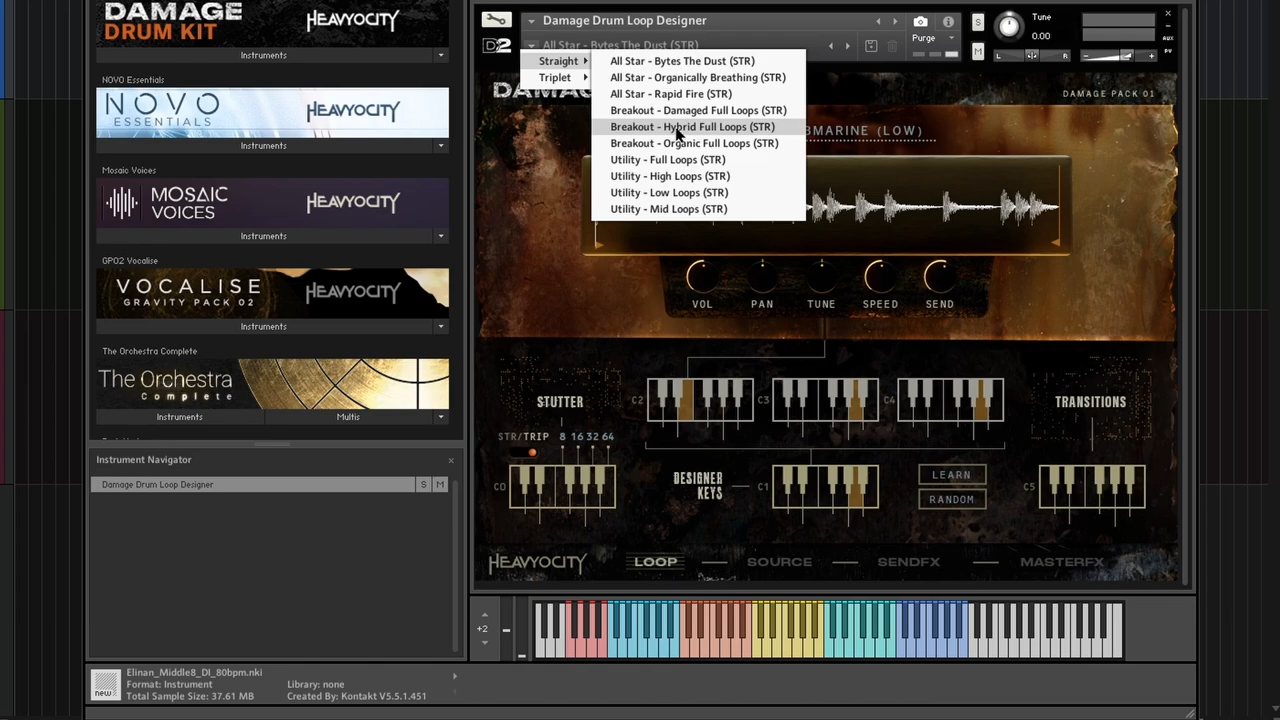 DAMAGE
DRUM KIT
HEAVYOCITY
Instruments
NOVO Essentials
NOVO
ESSENTIALS
HEAVYOCITY
Instruments
Mosaic Voices
MOSAIC
VOICES
HEAVYOCITY
Instruments
GPO2 Vocalise
VOCALISE
GRAVITY PACK 02
HEAVYOCITY
Instruments
The Orchestra Complete
The Orchestra
Complete
Instruments
Multis
Instrument Navigator
Damage Drum Loop Designer
S
M
new
Elinan_Middle8_DI_80bpm.nki
Format: Instrument
Library: none
Total Sample Size: 37.61 MB
Created By: Kontakt V5.5.1.451
Damage Drum Loop Designer
Purge
S
M
Tune
0.00
L
R
AUX
PV
D2
All Star - Bytes The Dust (STR)
Straight
Triplet
All Star - Bytes The Dust (STR)
All Star - Organically Breathing (STR)
All Star - Rapid Fire (STR)
Breakout - Damaged Full Loops (STR)
Breakout - Hybrid Full Loops (STR)
Breakout - Organic Full Loops (STR)
Utility - Full Loops (STR)
Utility - High Loops (STR)
Utility - Low Loops (STR)
Utility - Mid Loops (STR)
DAMAGE PACK 01
BMARINE (LOW)
VOL
PAN
TUNE
SPEED
SEND
STUTTER
C2
C3
C4
TRANSITIONS
STR/TRIP
8 16 32 64
C0
DESIGNER
KEYS
C1
LEARN
RANDOM
C5
HEAVYOCITY
LOOP
SOURCE
SENDFX
MASTERFX
+2